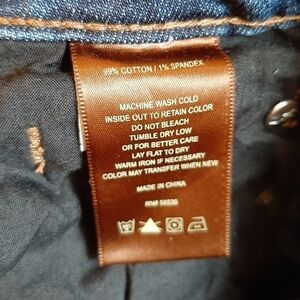 99% COTTON / 1% SPANDEX
MACHINE WASH COLD
INSIDE OUT TO RETAIN COLOR
DO NOT BLEACH
TUMBLE DRY LOW
OR FOR BETTER CARE
LAY FLAT TO DRY
WARM IRON IF NECESSARY
COLOR MAY TRANSFER WHEN NEW
MADE IN CHINA
RN# 56536